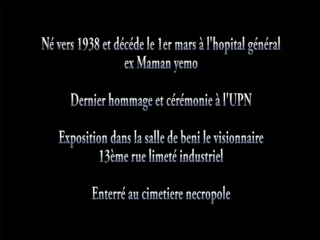 Né vers 1938 et décéde le 1er mars à l'hopital général
ex Maman yemo
Dernier hommage et cérémonie à l'UPN
Exposition dans la salle de beni le visionnaire
13ème rue limeté industriel
Enterré au cimetiere necropole